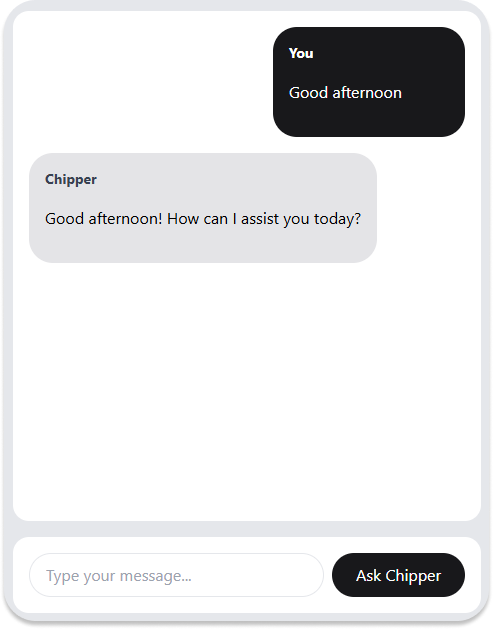 You
Good afternoon
Chipper
Good afternoon! How can I assist you today?
Type your message...
Ask Chipper